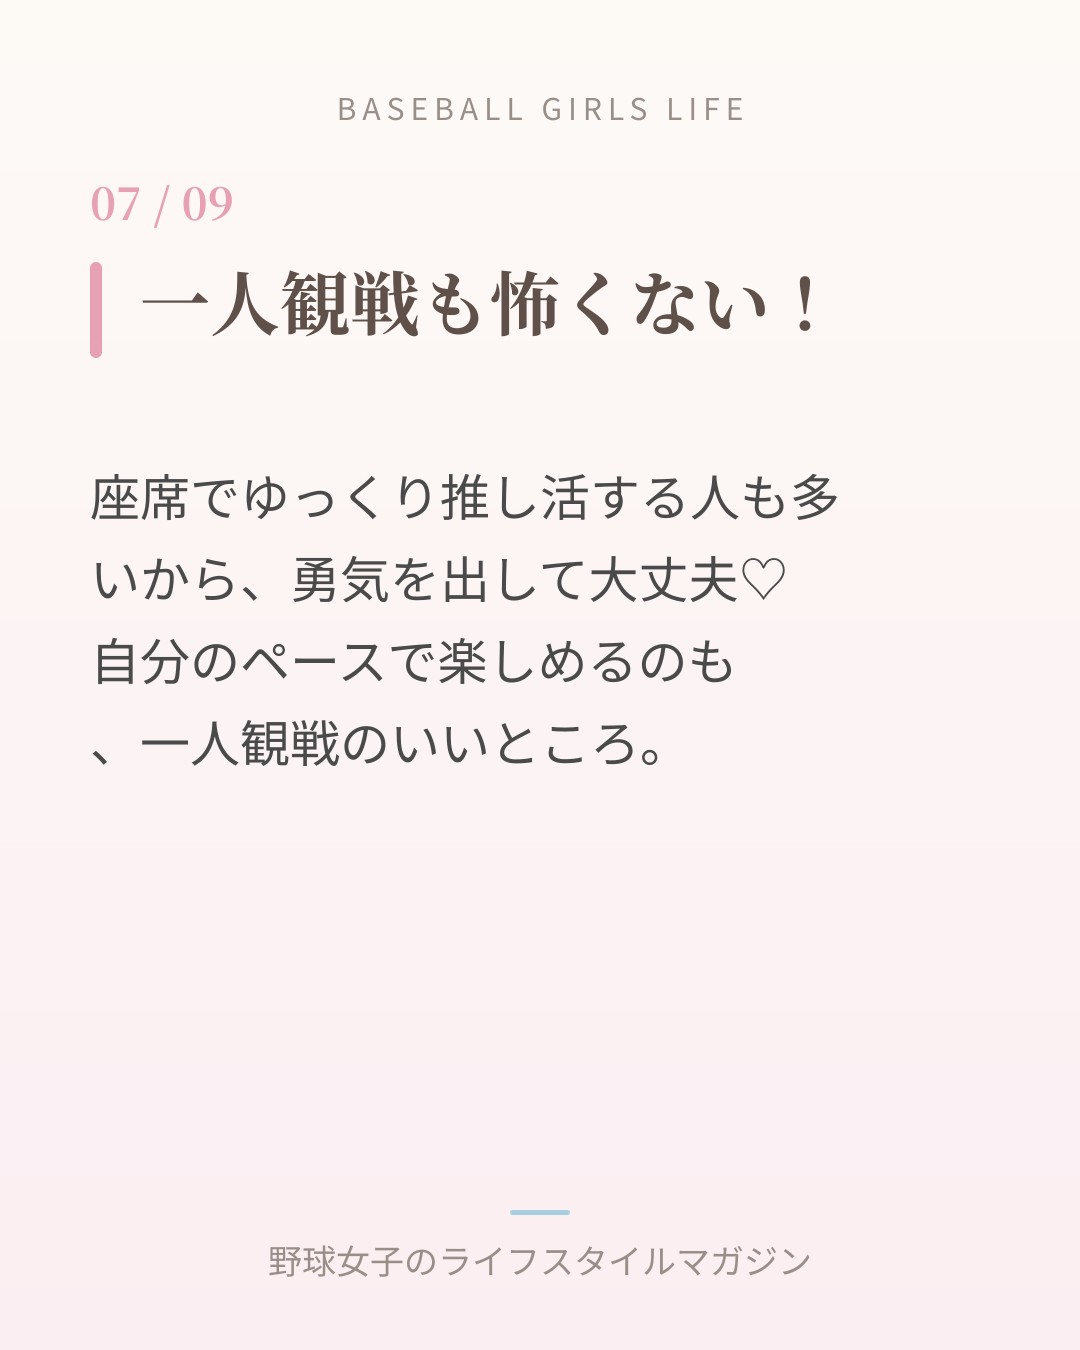 BASEBALL GIRLS LIFE
07 / 09
一人観戦も怖くない！
座席でゆっくり推し活する人も多
いから、勇気を出して大丈夫♡
自分のペースで楽しめるのも
、一人観戦のいいところ。
野球女子のライフスタイルマガジン